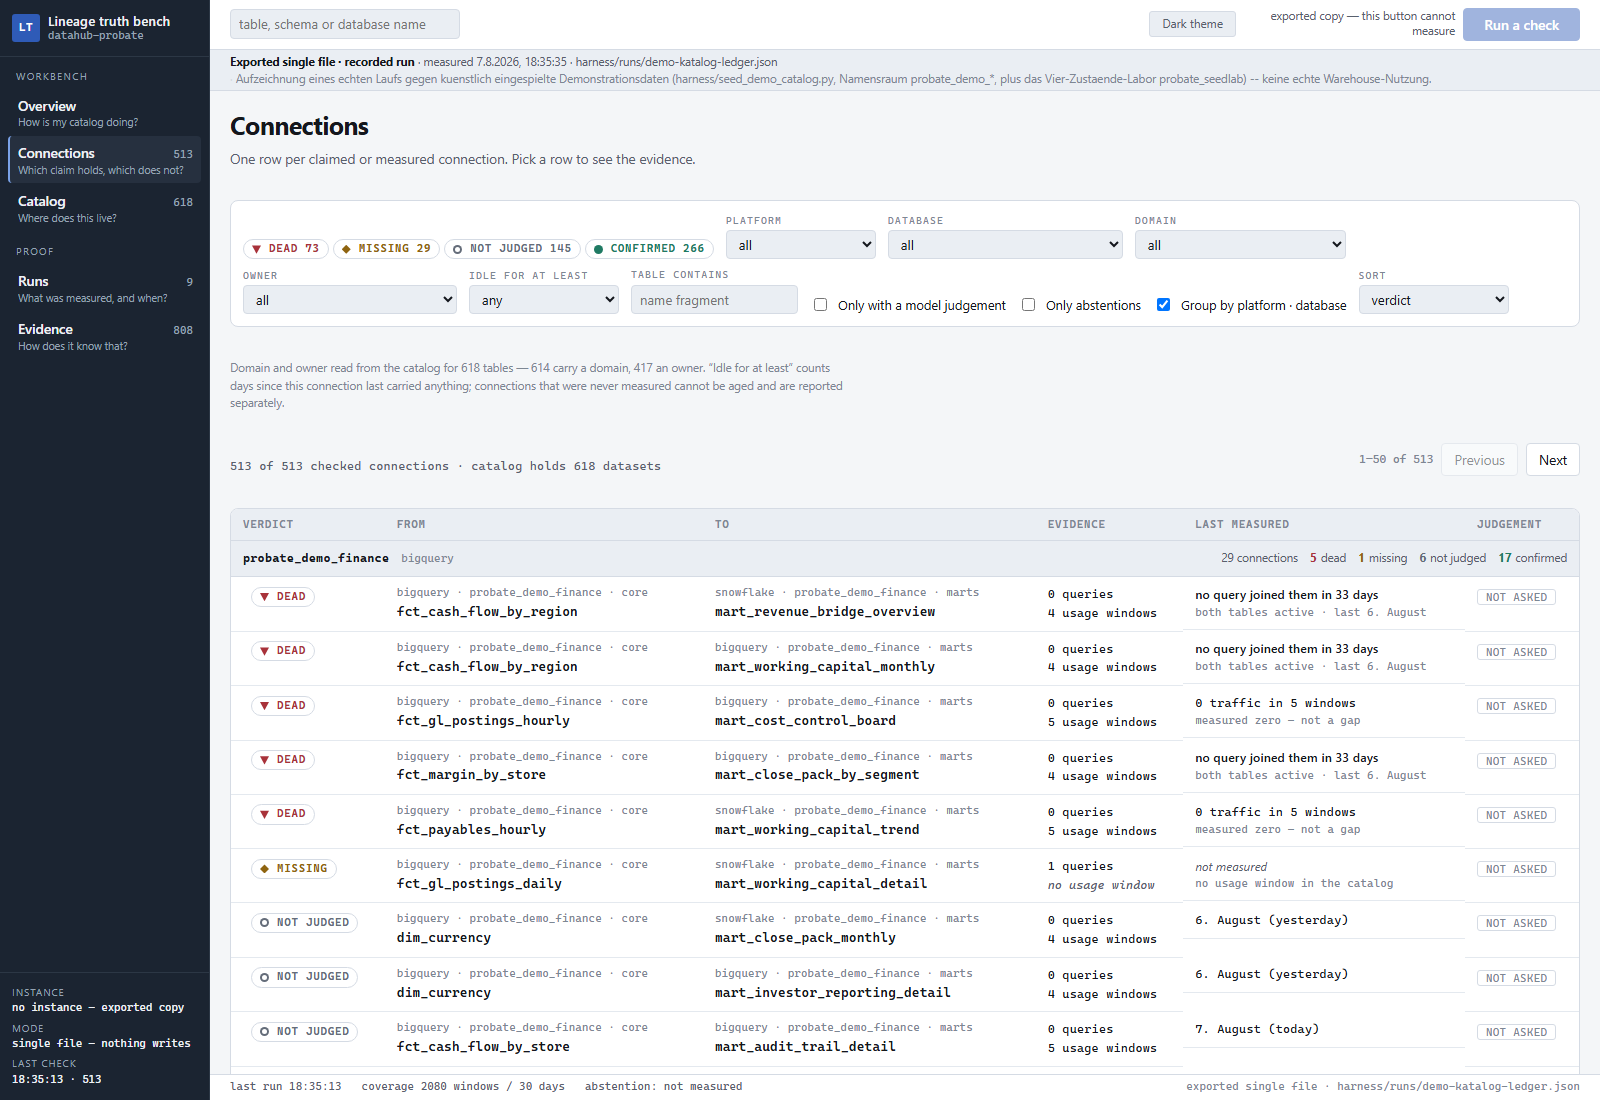 LT
Lineage truth bench
datahub-probate
WORKBENCH
Overview
How is my catalog doing?
Connections 513
Which claim holds, which does not?
Catalog 618
Where does this live?
PROOF
Runs 9
What was measured, and when?
Evidence 808
How does it know that?
INSTANCE
no instance — exported copy
MODE
single file — nothing writes
LAST CHECK
18:35:13 · 513
table, schema or database name
Dark theme
exported copy — this button cannot
measure
Run a check
Exported single file · recorded run · measured 7.8.2026, 18:35:35 · harness/runs/demo-katalog-ledger.json
· Aufzeichnung eines echten Laufs gegen kuenstlich eingespielte Demonstrationsdaten (harness/seed_demo_catalog.py, Namensraum probate_demo_*, plus das Vier-Zustaende-Labor probate_seedlab) -- keine echte Warehouse-Nutzung.
Connections
One row per claimed or measured connection. Pick a row to see the evidence.
DEAD 73
MISSING 29
NOT JUDGED 145
CONFIRMED 266
PLATFORM
all
DATABASE
all
DOMAIN
all
OWNER
all
IDLE FOR AT LEAST
any
TABLE CONTAINS
name fragment
Only with a model judgement
Only abstentions
Group by platform · database
SORT
verdict
Domain and owner read from the catalog for 618 tables — 614 carry a domain, 417 an owner. "Idle for at least" counts
days since this connection last carried anything; connections that were never measured cannot be aged and are reported
separately.
513 of 513 checked connections · catalog holds 618 datasets
1–50 of 513
Previous
Next
VERDICT FROM TO EVIDENCE LAST MEASURED JUDGEMENT
probate_demo_finance bigquery 29 connections 5 dead 1 missing 6 not judged 17 confirmed
DEAD
bigquery · probate_demo_finance · core
fct_cash_flow_by_region
snowflake · probate_demo_finance · marts
mart_revenue_bridge_overview
0 queries
4 usage windows
no query joined them in 33 days
both tables active · last 6. August
NOT ASKED
DEAD
bigquery · probate_demo_finance · core
fct_cash_flow_by_region
bigquery · probate_demo_finance · marts
mart_working_capital_monthly
0 queries
4 usage windows
no query joined them in 33 days
both tables active · last 6. August
NOT ASKED
DEAD
bigquery · probate_demo_finance · core
fct_gl_postings_hourly
bigquery · probate_demo_finance · marts
mart_cost_control_board
0 queries
5 usage windows
0 traffic in 5 windows
measured zero — not a gap
NOT ASKED
DEAD
bigquery · probate_demo_finance · core
fct_margin_by_store
bigquery · probate_demo_finance · marts
mart_close_pack_by_segment
0 queries
4 usage windows
no query joined them in 33 days
both tables active · last 6. August
NOT ASKED
DEAD
bigquery · probate_demo_finance · core
fct_payables_hourly
snowflake · probate_demo_finance · marts
mart_working_capital_trend
0 queries
5 usage windows
0 traffic in 5 windows
measured zero — not a gap
NOT ASKED
MISSING
bigquery · probate_demo_finance · core
fct_gl_postings_daily
snowflake · probate_demo_finance · marts
mart_working_capital_detail
1 queries
no usage window
not measured
no usage window in the catalog
NOT ASKED
NOT JUDGED
bigquery · probate_demo_finance · core
dim_currency
snowflake · probate_demo_finance · marts
mart_close_pack_monthly
0 queries
4 usage windows
6. August (yesterday)
NOT ASKED
NOT JUDGED
bigquery · probate_demo_finance · core
dim_currency
bigquery · probate_demo_finance · marts
mart_investor_reporting_detail
0 queries
4 usage windows
6. August (yesterday)
NOT ASKED
NOT JUDGED
bigquery · probate_demo_finance · core
fct_cash_flow_by_store
bigquery · probate_demo_finance · marts
mart_audit_trail_detail
0 queries
5 usage windows
7. August (today)
NOT ASKED
last run 18:35:13 coverage 2080 windows / 30 days abstention: not measured
exported single file · harness/runs/demo-katalog-ledger.json